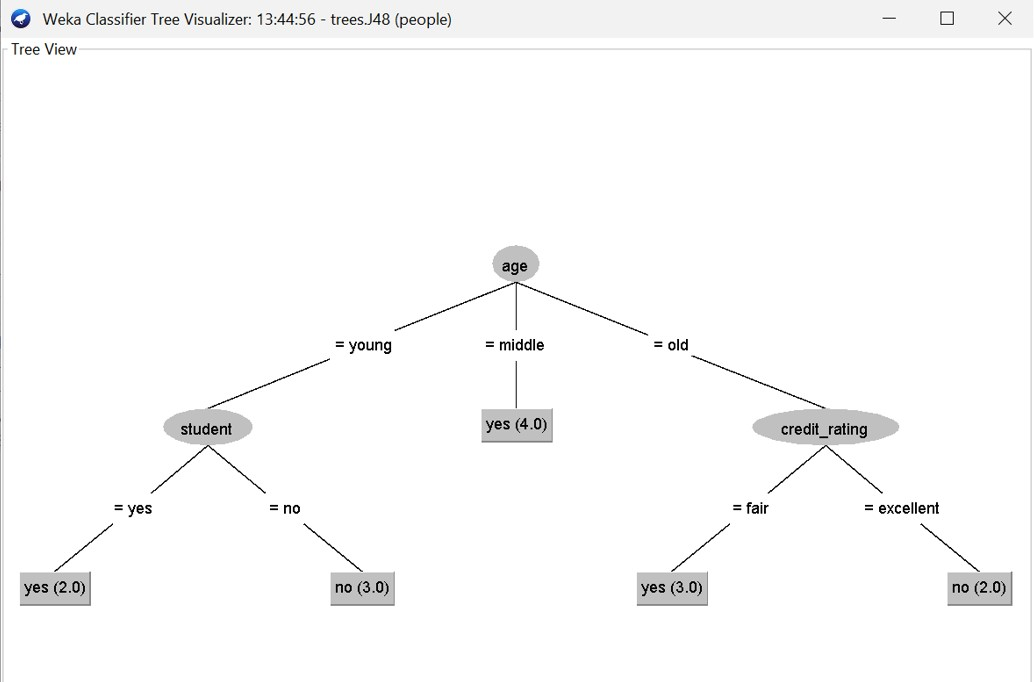 Weka Classifier Tree Visualizer: 13:44:56 - trees.J48 (people)
Tree View
age
= young
= middle
= old
student
yes (4.0)
credit_rating
= yes
= no
= fair
= excellent
yes (2.0)
no (3.0)
yes (3.0)
no (2.0)